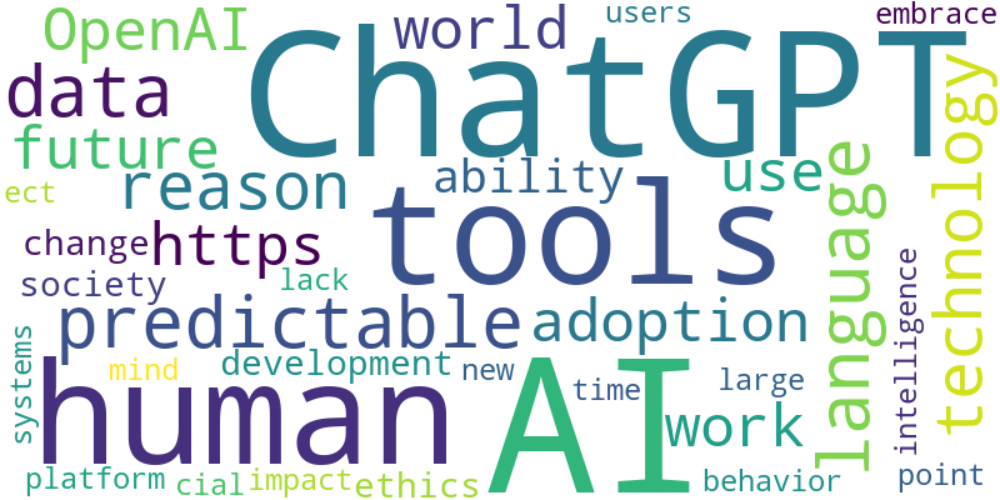 OpenAI
world
users
embrace
ChatGPT
data
future
reason
ability
use
ect
tools
language
technology
change
https
society
lack
predictable
adoption
intelligence
systems
mind
development
new
time
large
human
AI
work
platform
cial
impact
ethics
behavior
point